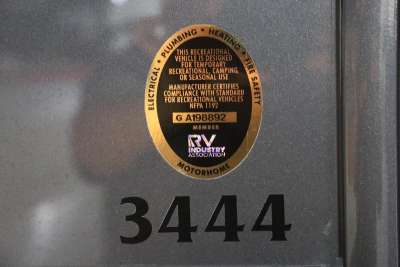 ELECTRICAL • PLUMBING • HEATING • FIRE SAFETY
THIS RECREATIONAL
VEHICLE IS DESIGNED
FOR TEMPORARY
RECREATIONAL, CAMPING,
OR SEASONAL USE
MANUFACTURER CERTIFIES
COMPLIANCE WITH STANDARD
FOR RECREATIONAL VEHICLES
NFPA 1192
G A198892
MEMBER
RV
INDUSTRY
ASSOCIATION
MOTORHOME
3444